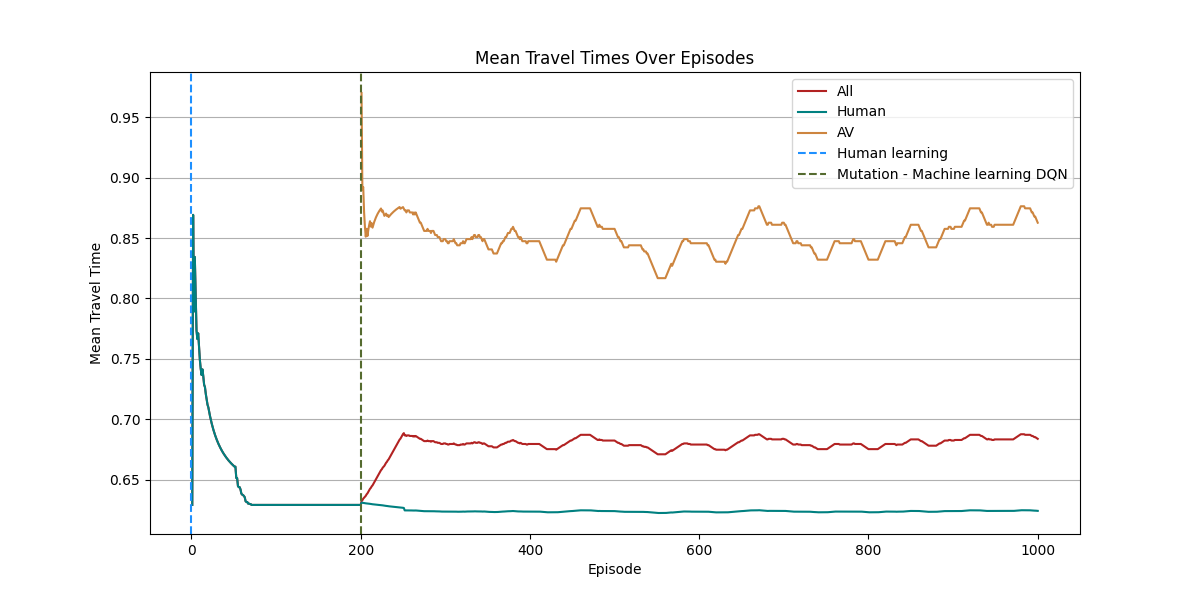 Mean Travel Times Over Episodes
All
Human
AV
Human learning
Mutation - Machine learning DQN
Mean Travel Time
0.95
0.90
0.85
0.80
0.75
0.70
0.65
0 200 400 600 800 1000
Episode